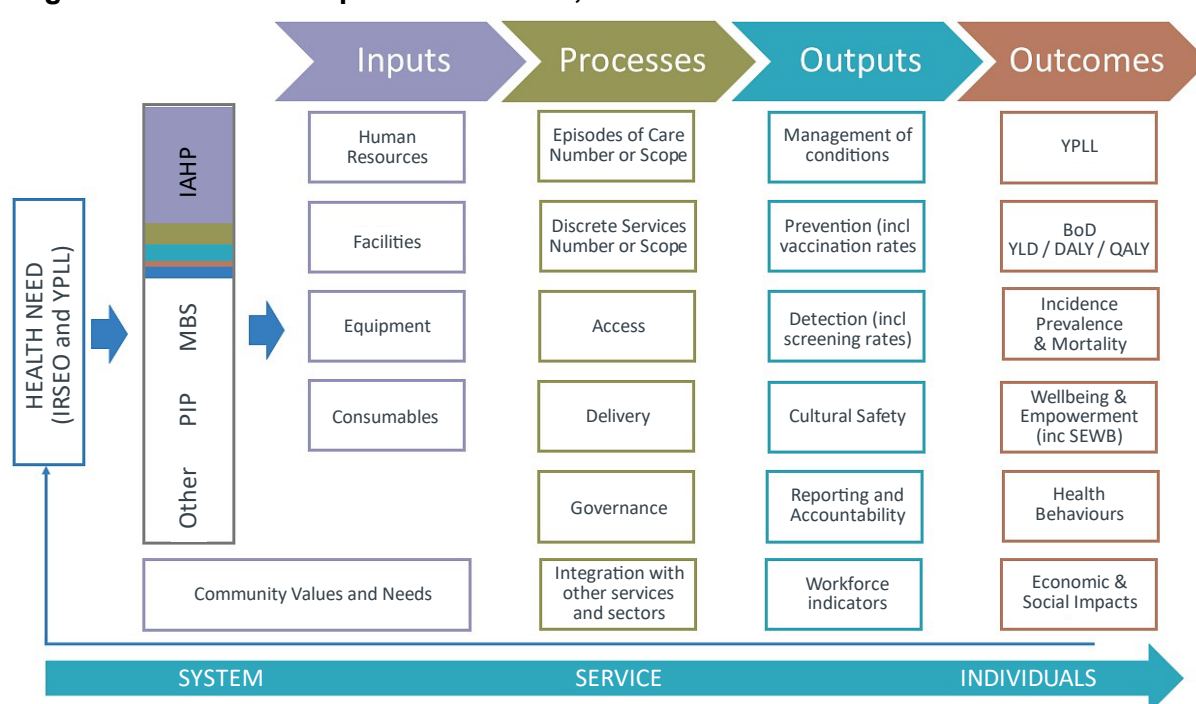 Inputs
Processes
Outputs
Outcomes
HEALTH NEED
(IRSEO and YPLL)
IAHP
MBS
PIP
Other
Human
Resources
Facilities
Equipment
Consumables
Community Values and Needs
Episodes of Care
Number or Scope
Discrete Services
Number or Scope
Access
Delivery
Governance
Integration with
other services
and sectors
Management of
conditions
Prevention (incl
vaccination rates
Detection (incl
screening rates)
Cultural Safety
Reporting and
Accountability
Workforce
indicators
YPLL
BoD
YLD / DALY / QALY
Incidence
Prevalence
& Mortality
Wellbeing &
Empowerment
(inc SEWB)
Health
Behaviours
Economic &
Social Impacts
SYSTEM
SERVICE
INDIVIDUALS